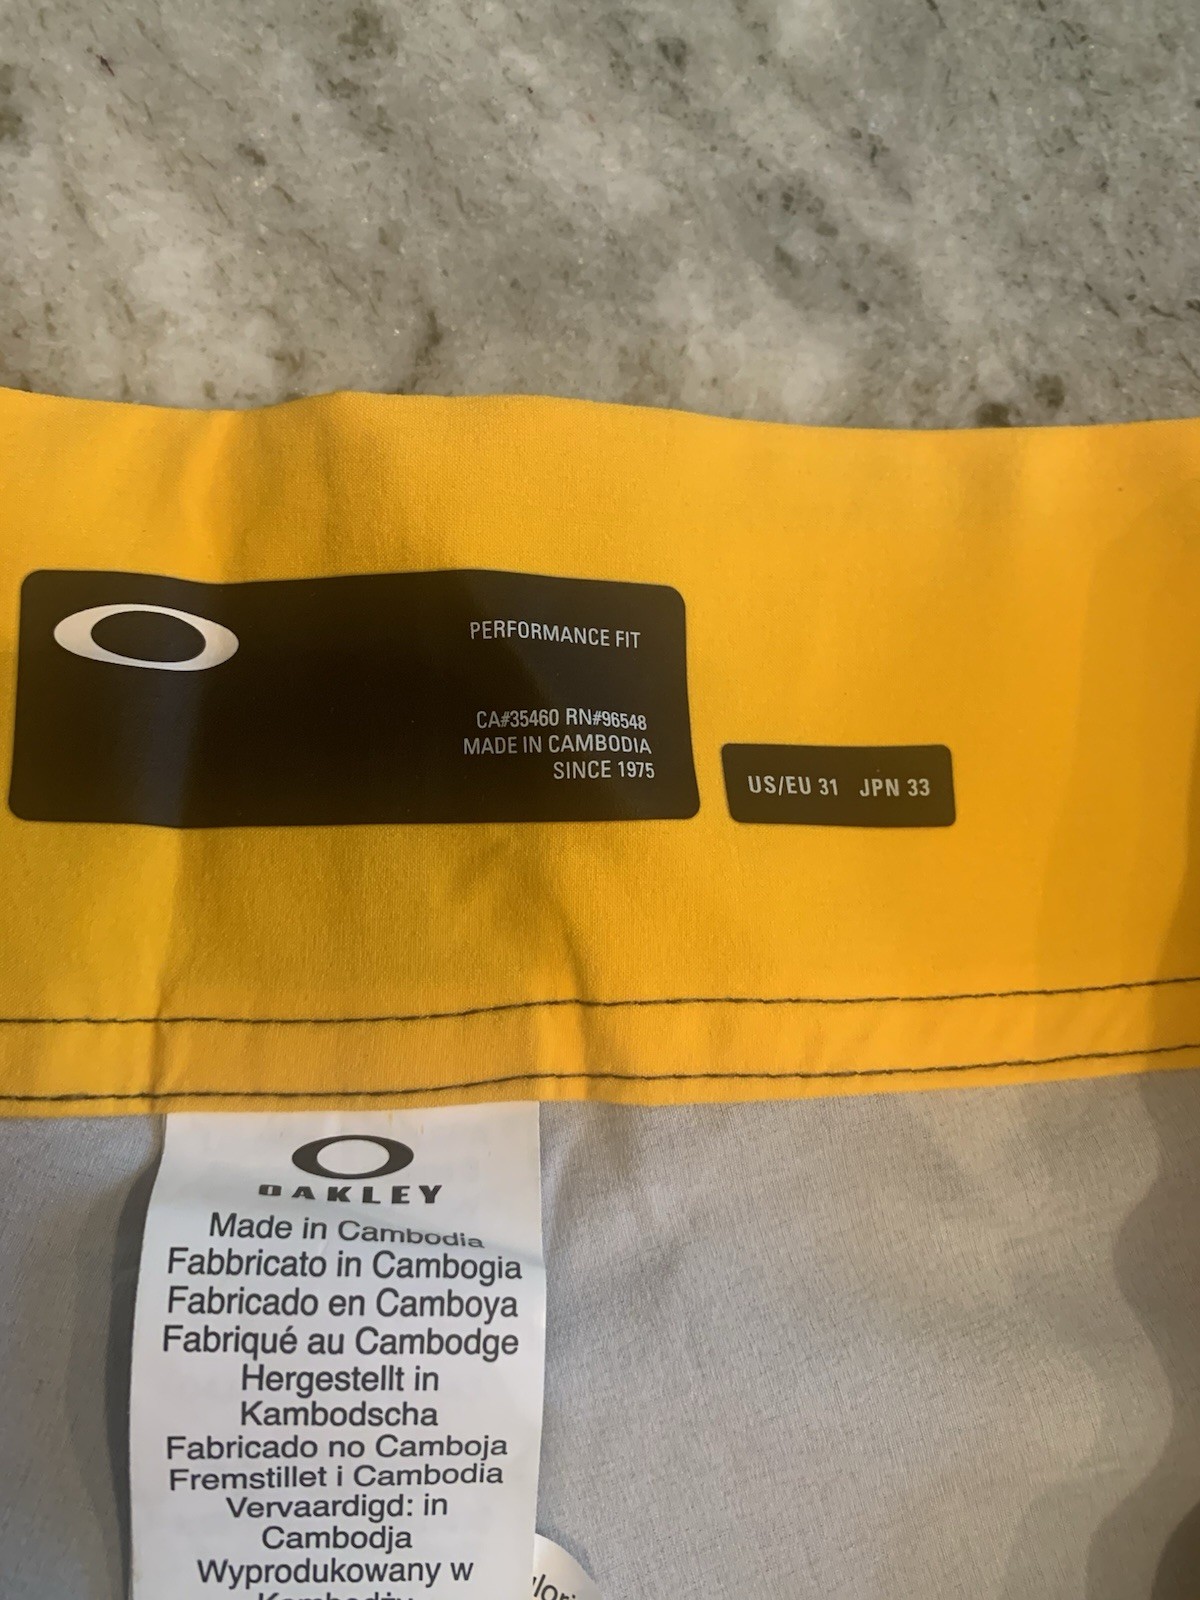 PERFORMANCE FIT
CA#35460 RN#96548
MADE IN CAMBODIA
SINCE 1975
US/EU 31 JPN 33
OAKLEY
Made in Cambodia
Fabbricato in Cambogia
Fabricado en Camboya
Fabriqué au Cambodge
Hergestellt in
Kambodscha
Fabricado no Camboja
Fremstillet i Cambodia
Vervaardigd: in
Cambodja
Wyprodukowany w